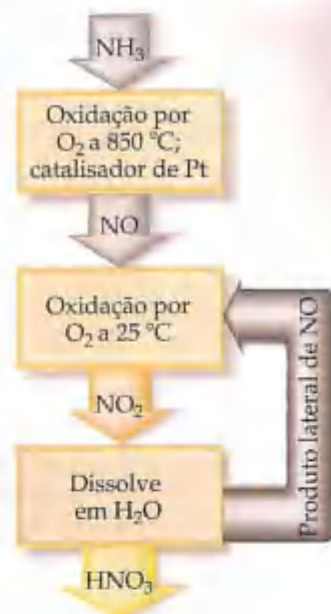 NH₃
Oxidação por
O₂ a 850 °C;
catalisador de Pt
NO
Oxidação por
O₂ a 25 °C
NO₂
Produto lateral de NO
Dissolve
em H₂O
HNO₃